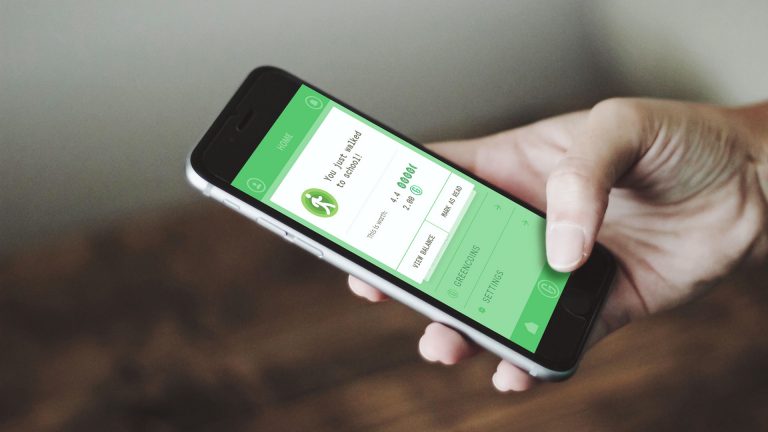 HOME
You just walked
to school!
This is worth:
4.4
2.00 G
VIEW BALANCE
MARK AS READ
GREENCOINS
SETTINGS
G